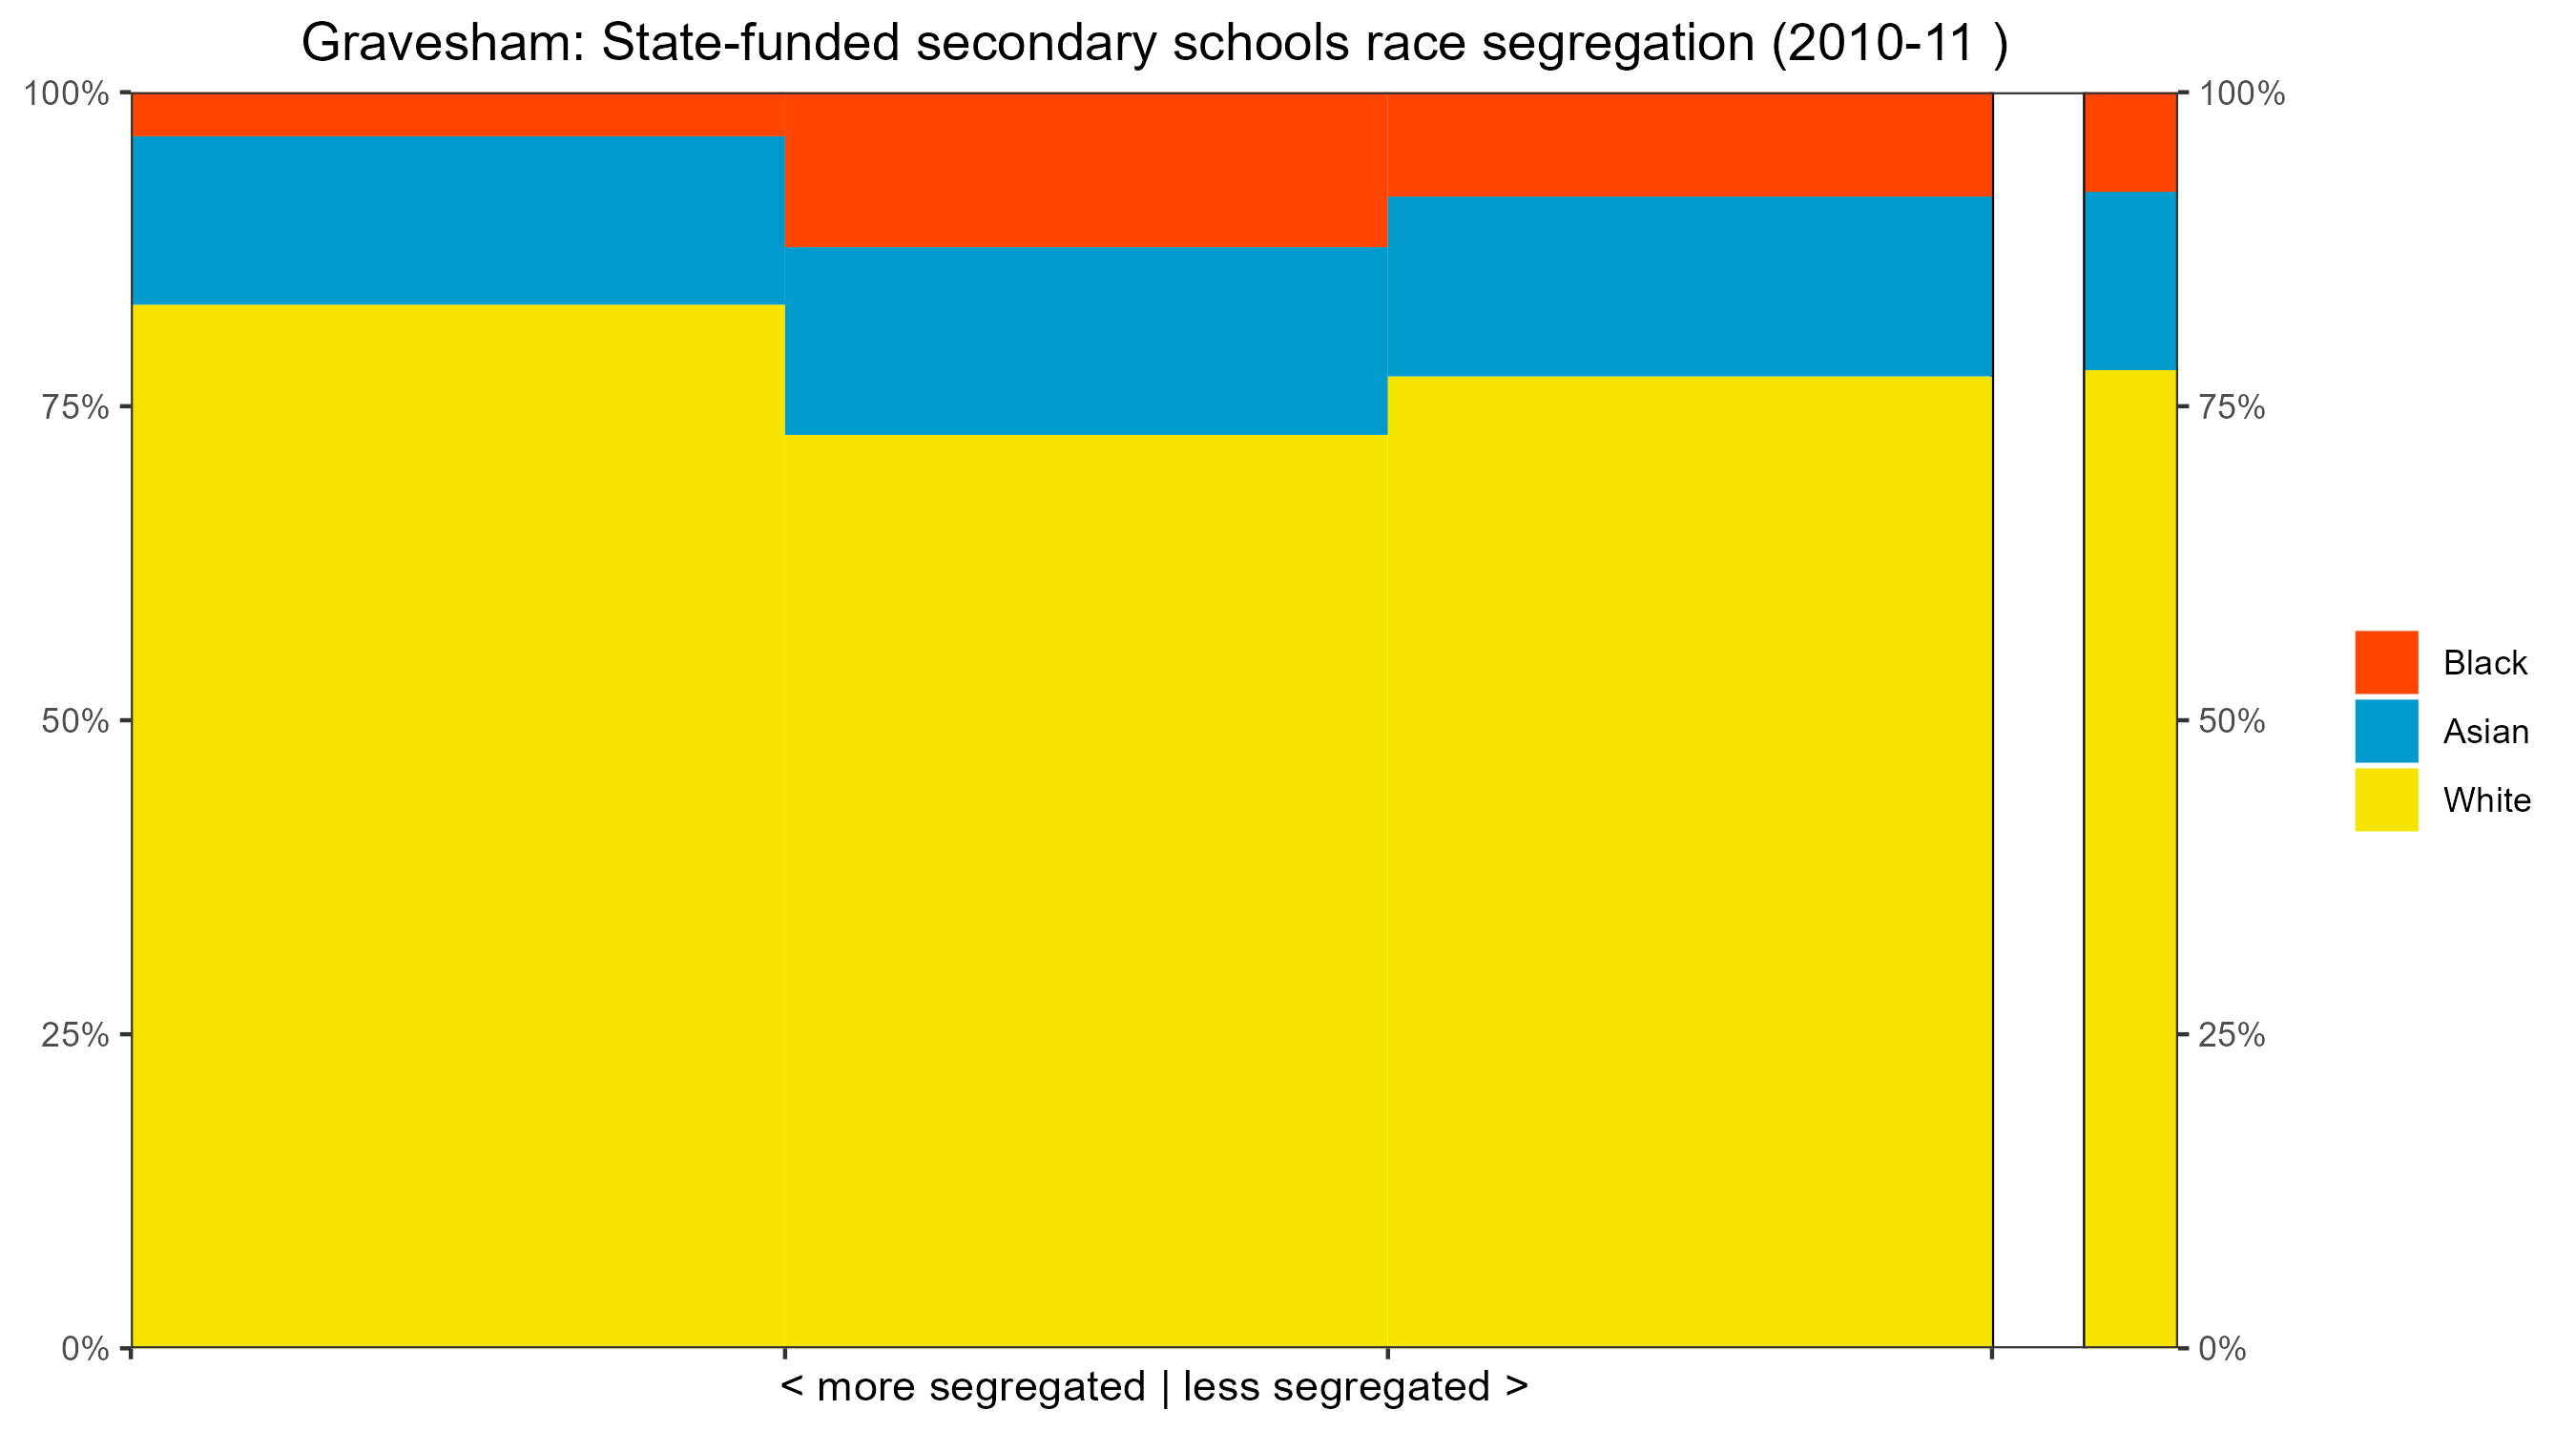 Gravesham: State-funded secondary schools race segregation (2010-11 )
100%
75%
50%
25%
0%
100%
75%
50%
25%
0%
< more segregated | less segregated >
Black
Asian
White